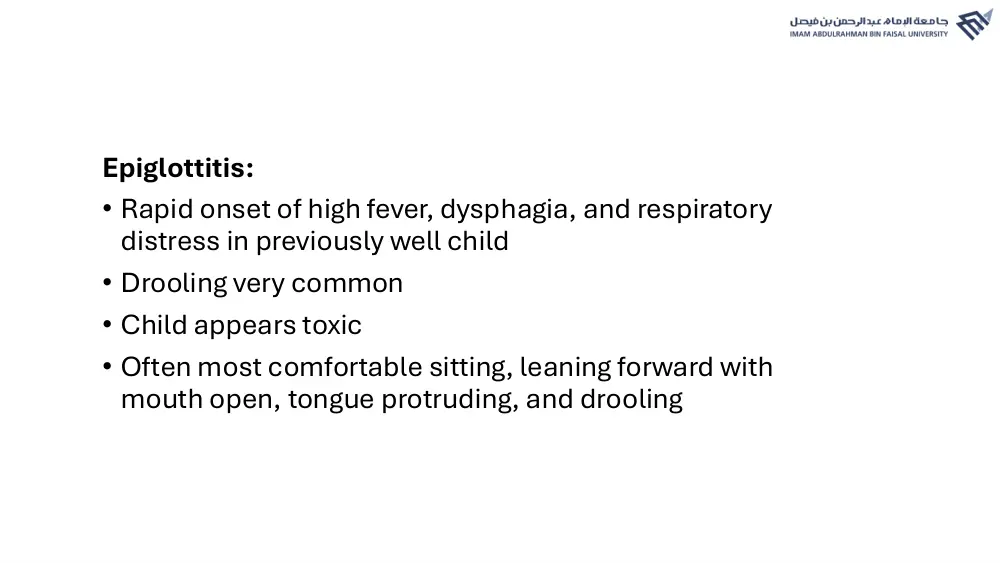 جامعة الإمام عبدالرحمن بن فيصل
IMAM ABDULRAHMAN BIN FAISAL UNIVERSITY
Epiglottitis:
• Rapid onset of high fever, dysphagia, and respiratory
distress in previously well child
• Drooling very common
• Child appears toxic
• Often most comfortable sitting, leaning forward with
mouth open, tongue protruding, and drooling